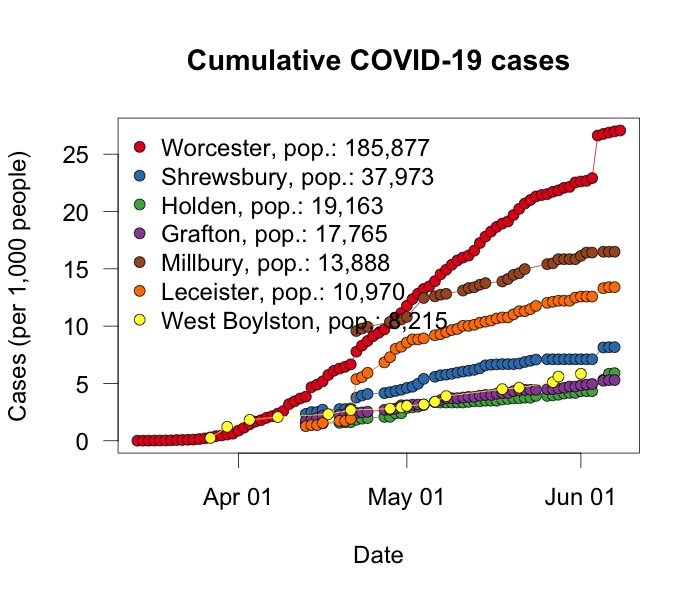 Cumulative COVID-19 cases
Cases (per 1,000 people)
25
20
15
10
5
0
Worcester, pop.: 185,877
Shrewsbury, pop.: 37,973
Holden, pop.: 19,163
Grafton, pop.: 17,765
Millbury, pop.: 13,888
Leceister, pop.: 10,970
West Boylston, pop.: 8,215
Apr 01
May 01
Jun 01
Date